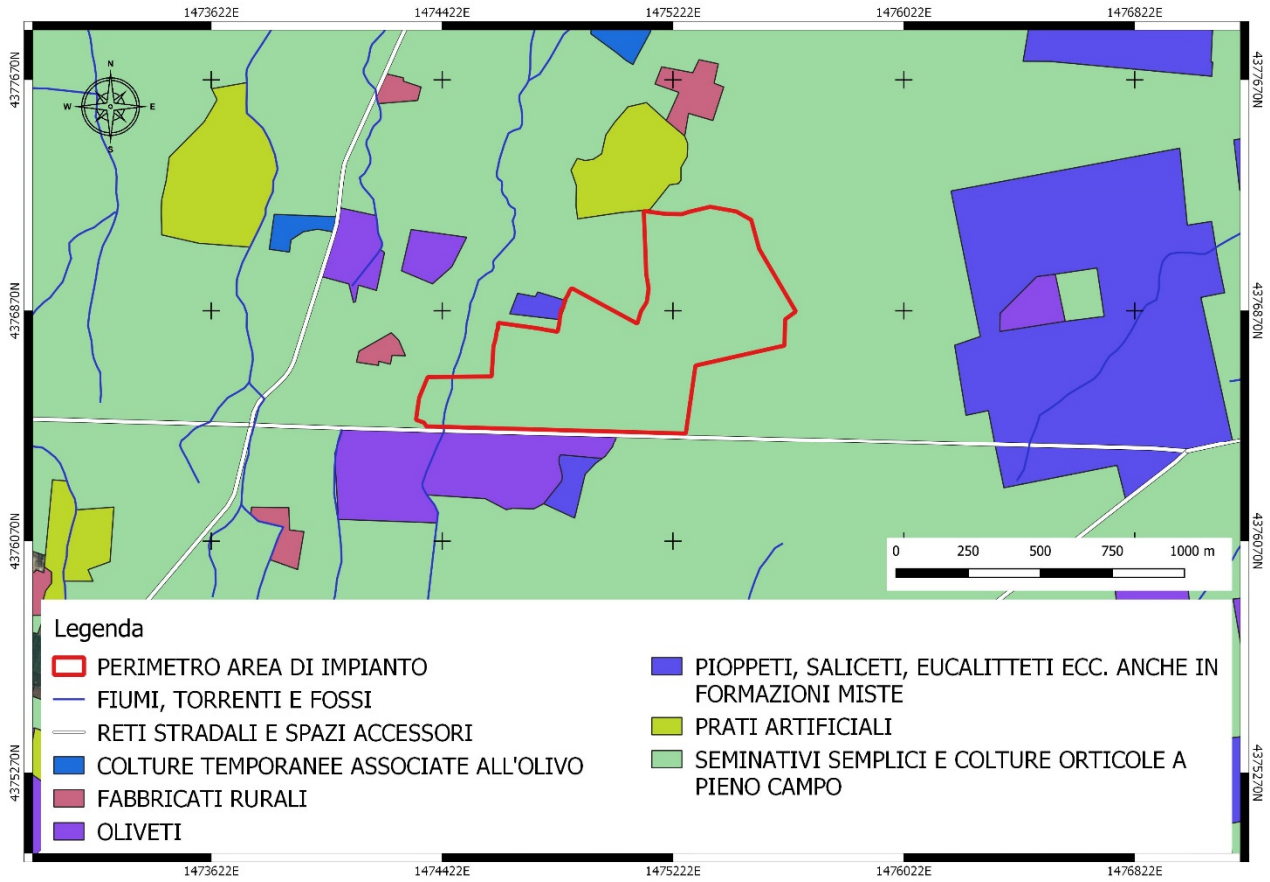 1473622E 1474422E 1475222E 1476022E 1476822E
4377670N 4377670N
N
W E
S
4376870N 4376870N
4376070N 4376070N
0 250 500 750 1000 m
Legenda
PERIMETRO AREA DI IMPIANTO
FIUMI, TORRENTI E FOSSI
RETI STRADALI E SPAZI ACCESSORI
COLTURE TEMPORANEE ASSOCIATE ALL'OLIVO
FABBRICATI RURALI
OLIVETI
PIOPPETI, SALICETI, EUCALITTETI ECC. ANCHE IN
FORMAZIONI MISTE
PRATI ARTIFICIALI
SEMINATIVI SEMPLICI E COLTURE ORTICOLE A
PIENO CAMPO
4375270N 4375270N
1473622E 1474422E 1475222E 1476022E 1476822E